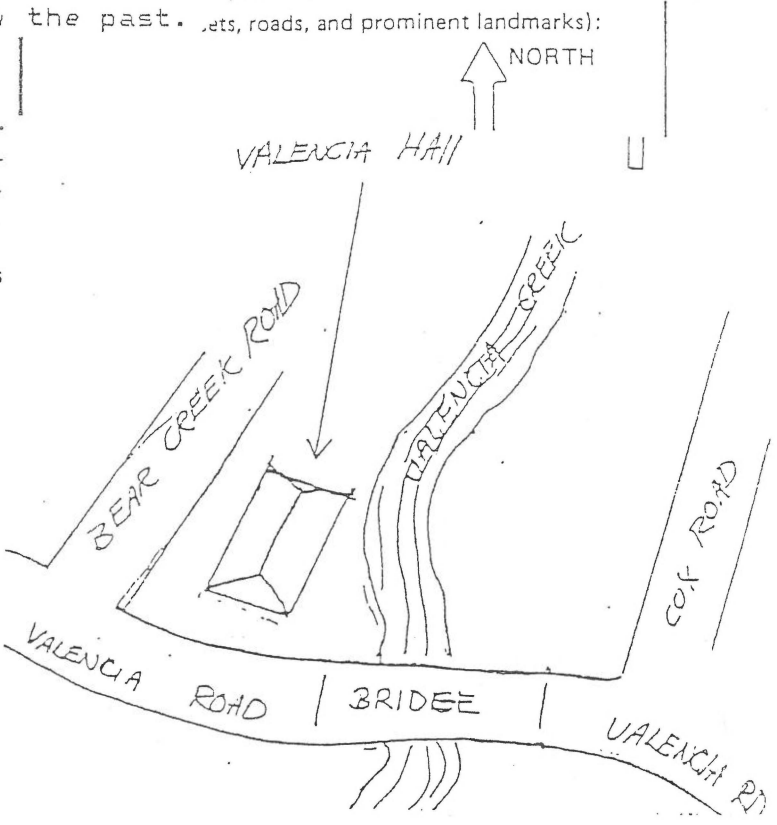 the past. ets, roads, and prominent landmarks):
NORTH
VALENCIA HAll
VALENCIA CREEK
BEAR CREEK ROAD
COX ROAD
VALENCIA ROAD
BRIDEE
VALENCIA RD